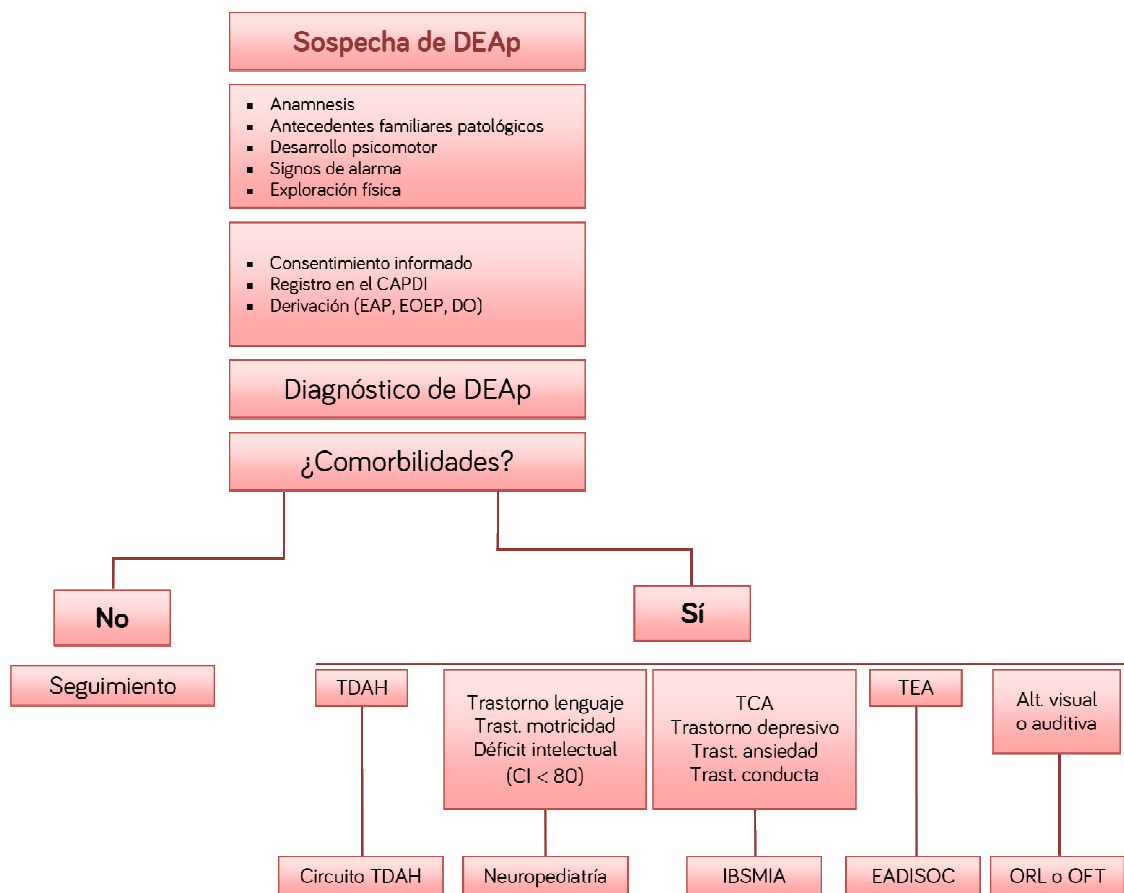 Sospecha de DEAp
▪ Anamnesis
▪ Antecedentes familiares patológicos
▪ Desarrollo psicomotor
▪ Signos de alarma
▪ Exploración física
▪ Consentimiento informado
▪ Registro en el CAPDI
▪ Derivación (EAP, EOEP, DO)
Diagnóstico de DEAp
¿Comorbilidades?
No
Sí
Seguimiento
TDAH
Trastorno lenguaje
Trast. motricidad
Déficit intelectual
(CI < 80)
TCA
Trastorno depresivo
Trast. ansiedad
Trast. conducta
TEA
Alt. visual
o auditiva
Circuito TDAH
Neuropediatría
IBSMIA
EADISOC
ORL o OFT